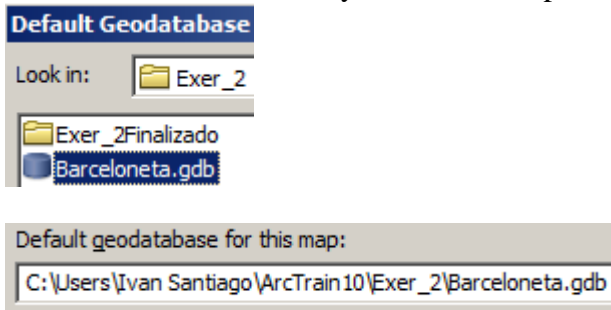 Default Geodatabase
Look in: Exer_2
Exer_2Finalizado
Barceloneta.gdb
Default geodatabase for this map:
C:\Users\Ivan Santiago\ArcTrain10\Exer_2\Barceloneta.gdb